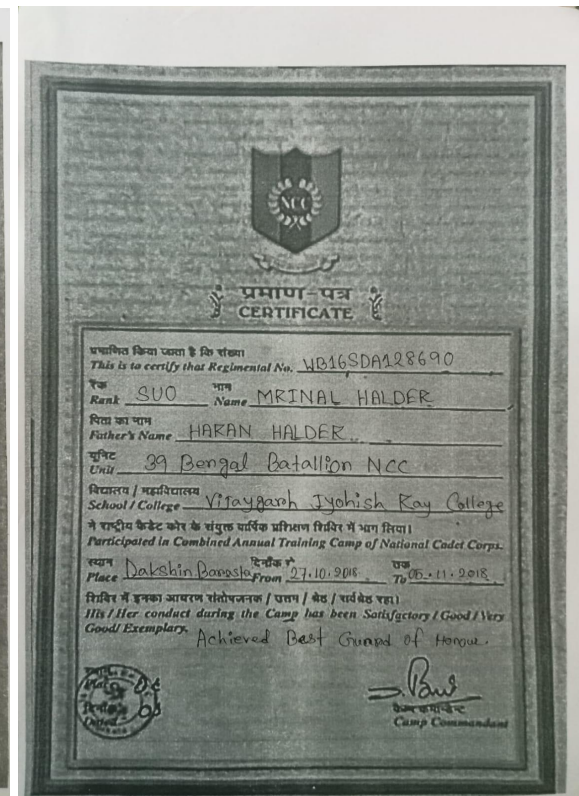 NCC
प्रमाण-पत्र
CERTIFICATE
प्रमाणित किया जाता है कि संख्या
This is to certify that Regimental No. WB16SDA128690
रैंक नाम
Rank SUO Name MRINAL HALDER
पिता का नाम
Father's Name HARAN HALDER
यूनिट
Unit 39 Bengal Batallion NCC
विद्यालय / महाविद्यालय
School / College Vijaygarh Jyohish Ray College
ने राष्ट्रीय कैडेट कोर के संयुक्त वार्षिक प्रशिक्षण शिविर में भाग लिया।
Participated in Combined Annual Training Camp of National Cadet Corps.
स्थान दिनाँक से तक
Place Dakshin Barasat From 27.10.2018 To 05.11.2018
शिविर में इनका आचरण संतोषजनक / उत्तम / श्रेष्ठ / सर्वश्रेष्ठ रहा।
His / Her conduct during the Camp has been Satisfactory / Good / Very
Good / Exemplary. Achieved Best Guard of Honour.
दिनाँक
Dated
कैम्प कमान्डेन्ट
Camp Commandant